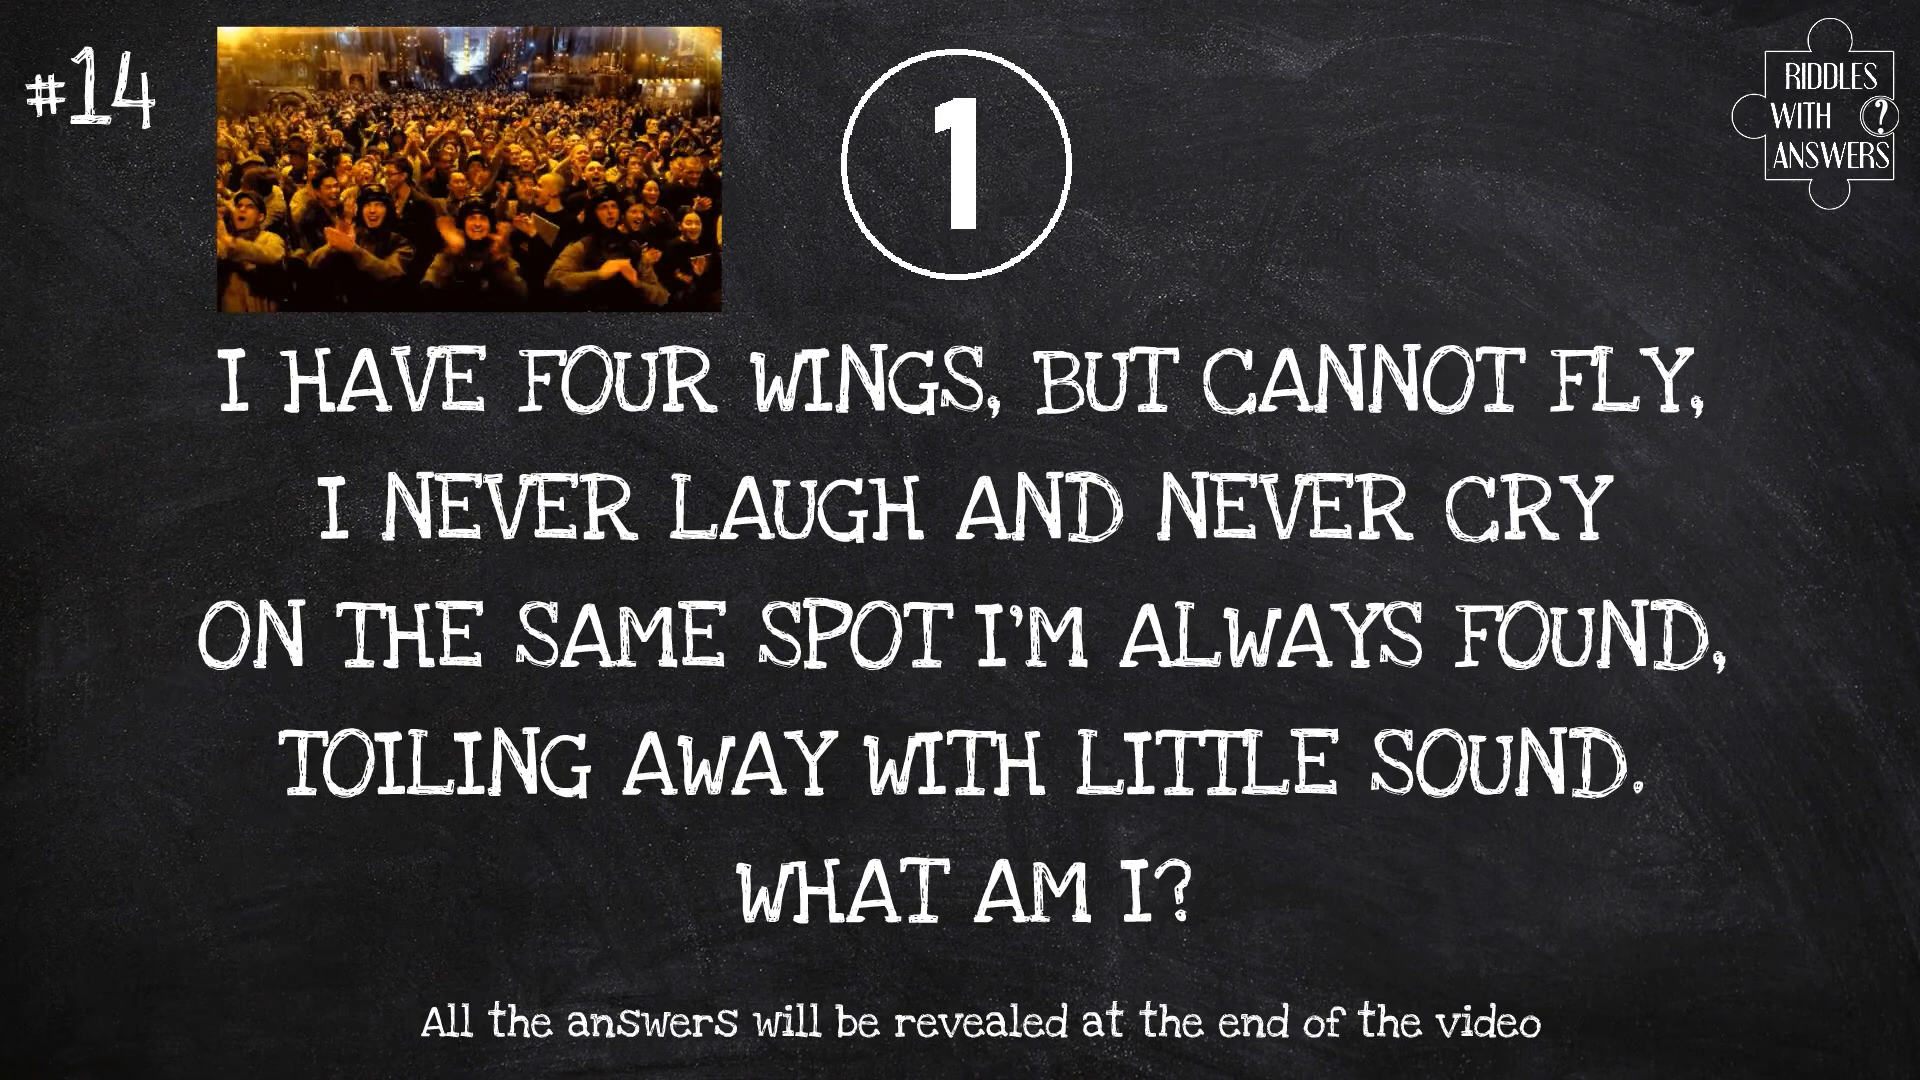 #14
1
RIDDLES
WITH ?
ANSWERS
I HAVE FOUR WINGS, BUT CANNOT FLY,
I NEVER LAUGH AND NEVER CRY
ON THE SAME SPOT I'M ALWAYS FOUND,
TOILING AWAY WITH LITTLE SOUND.
WHAT AM I?
All the answers will be revealed at the end of the video